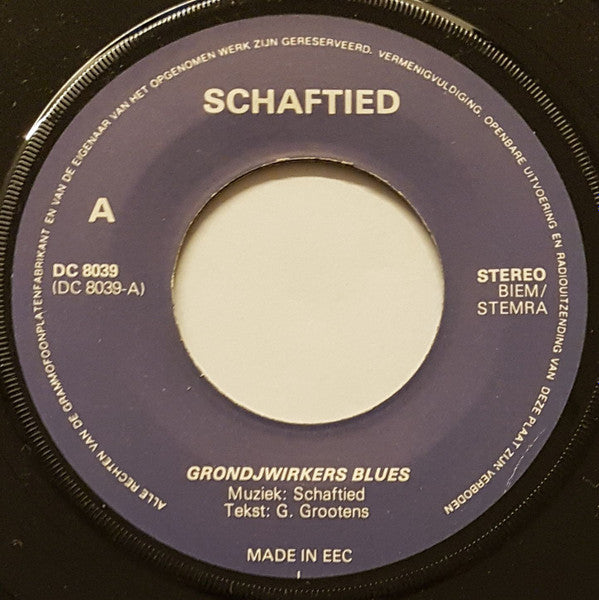 ALLE RECHTEN VAN DE GRAMMOFOONPLATENFABRIKANT EN VAN DE EIGENAAR VAN HET OPGENOMEN WERK ZIJN GERESERVEERD. VERMENIGVULDIGING, OPENBARE UITVOERING EN RADIOUITZENDING VAN DEZE PLAAT ZIJN VERBODEN
SCHAFTIED
A
DC 8039
(DC 8039-A)
STEREO
BIEM/
STEMRA
GRONDJWIRKERS BLUES
Muziek: Schaftied
Tekst: G. Grootens
MADE IN EEC